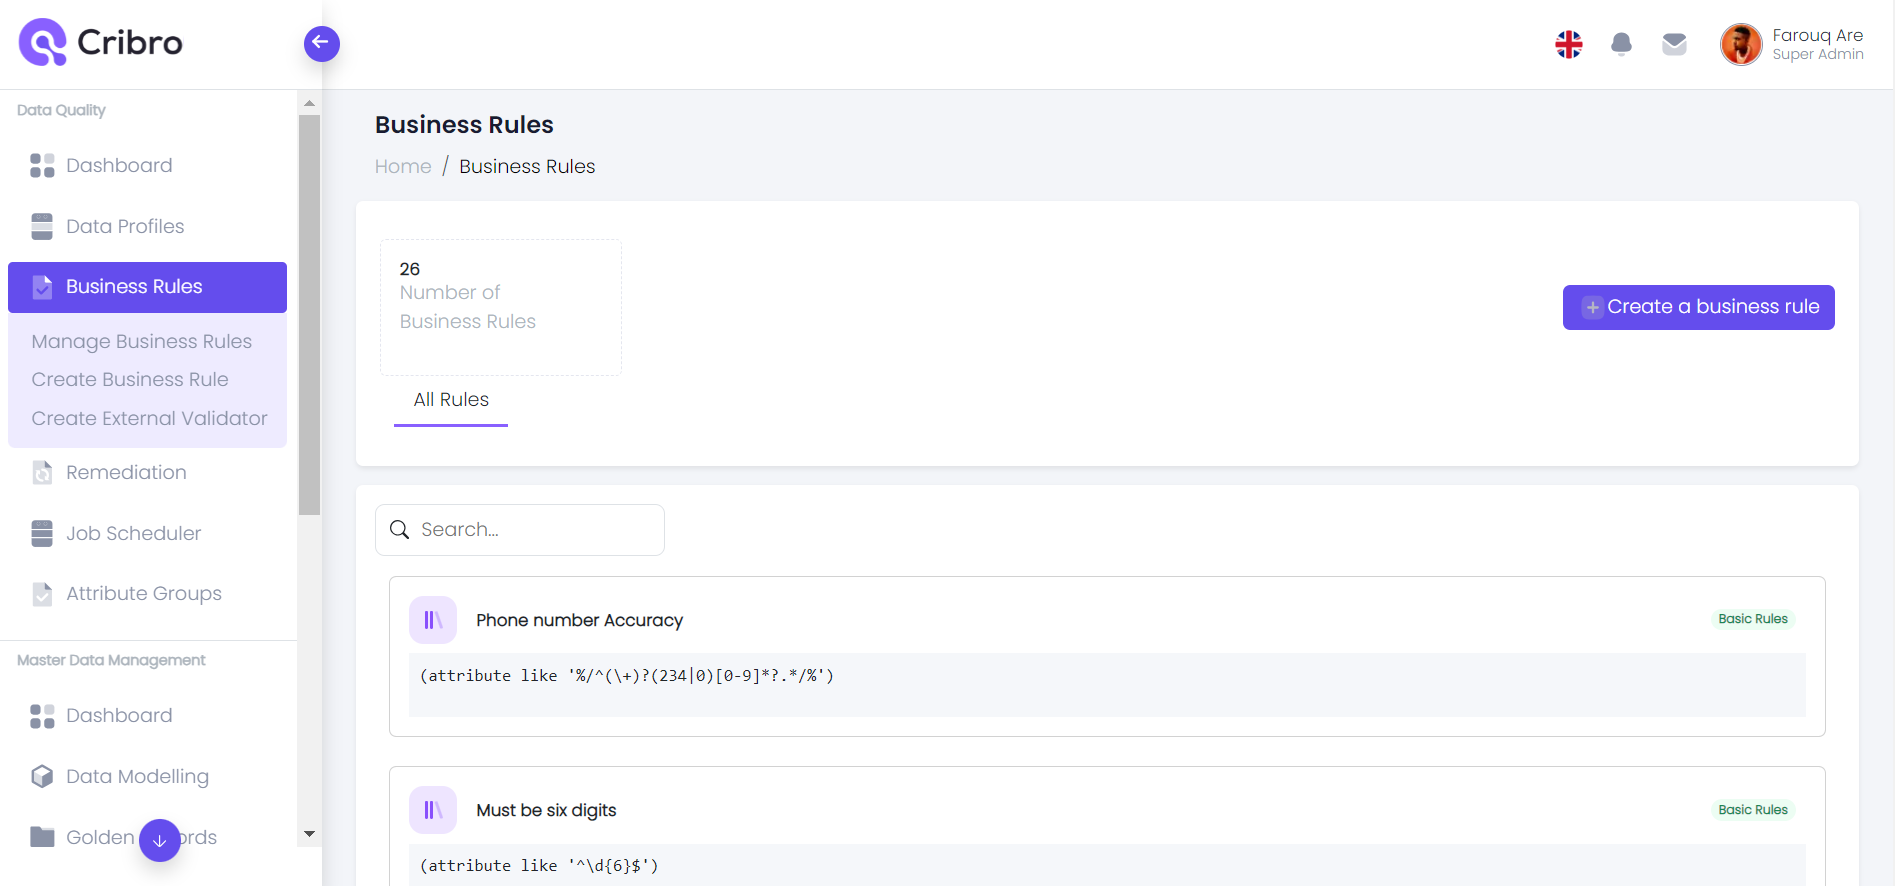 Cribro
Farouq Are
Super Admin
Data Quality
Dashboard
Data Profiles
Business Rules
Manage Business Rules
Create Business Rule
Create External Validator
Remediation
Job Scheduler
Attribute Groups
Master Data Management
Dashboard
Data Modelling
Golden ords
Business Rules
Home / Business Rules
26
Number of
Business Rules
+ Create a business rule
All Rules
Search...
Phone number Accuracy
Basic Rules
(attribute like '%/^(\+)?(234|0)[0-9]*?.*/%')
Must be six digits
Basic Rules
(attribute like '^\d{6}$')